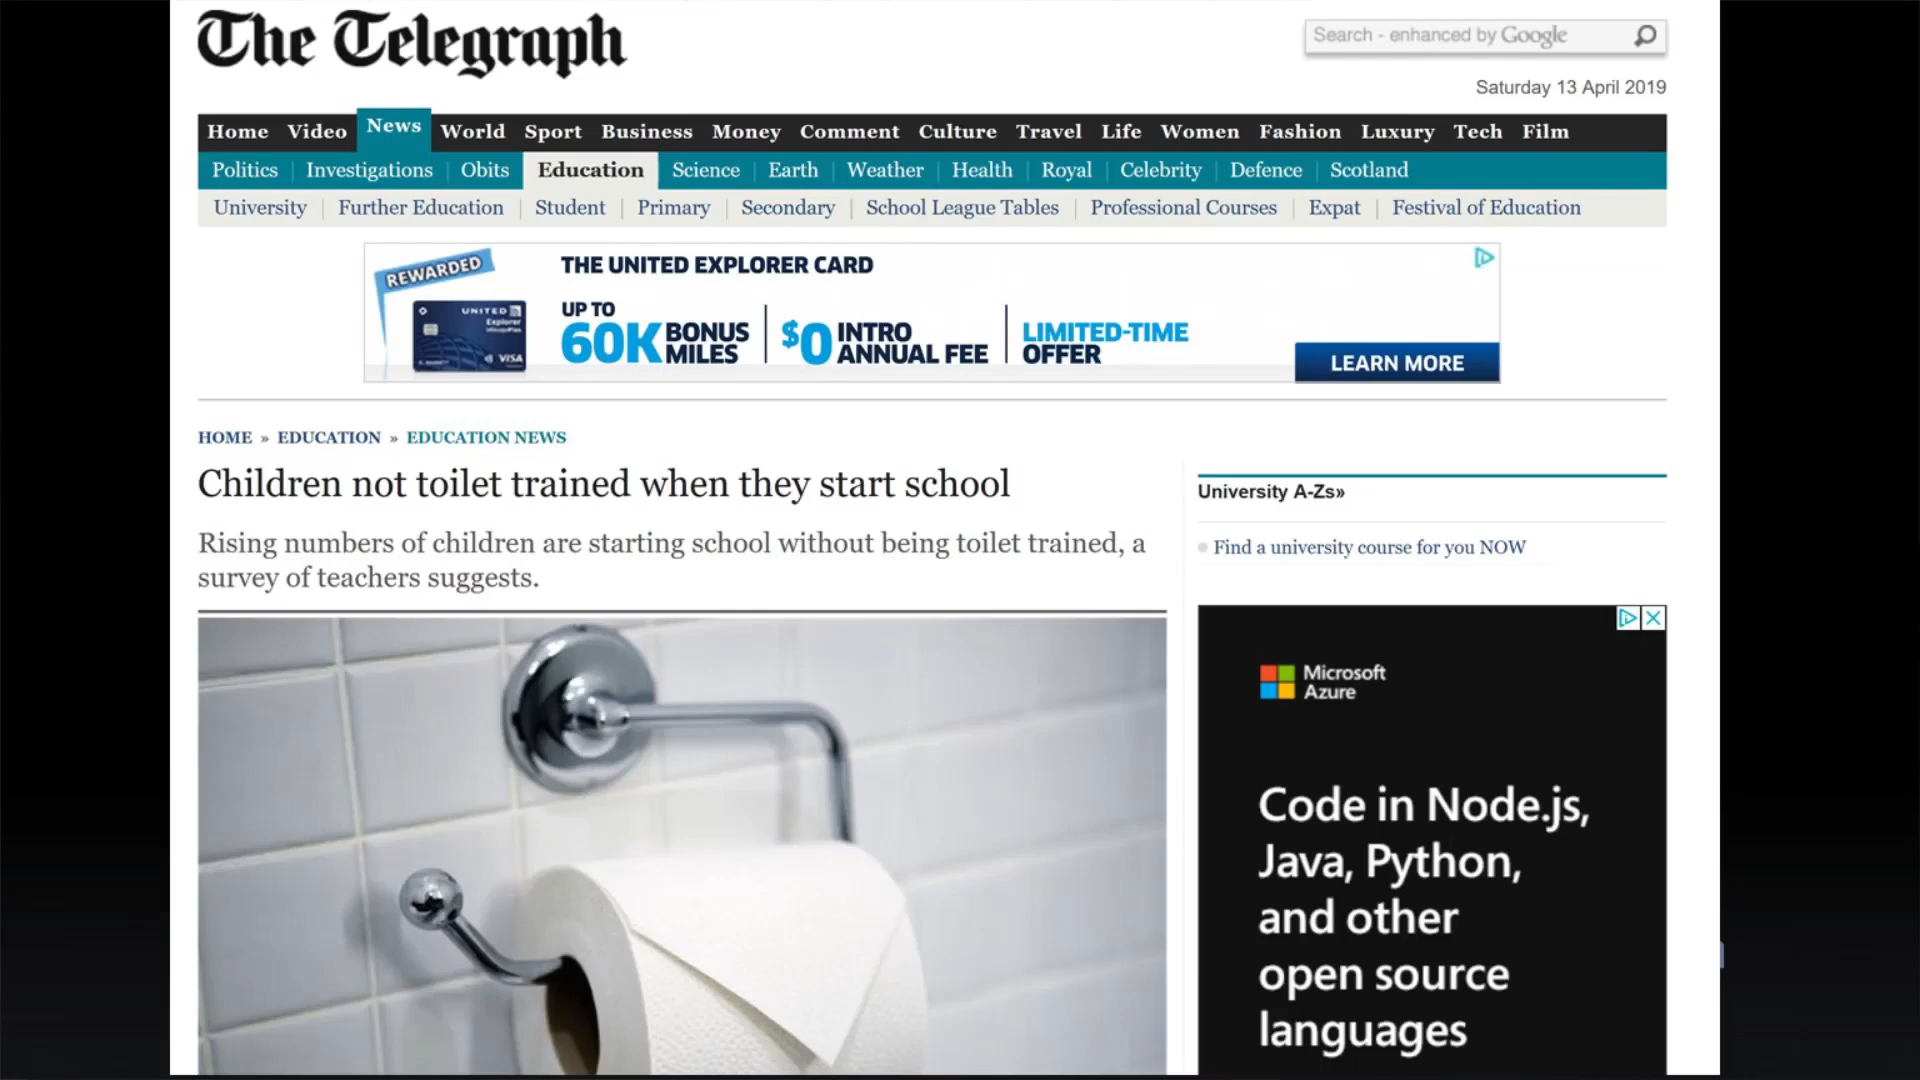 The Telegraph
Search - enhanced by Google
Saturday 13 April 2019
Home Video News World Sport Business Money Comment Culture Travel Life Women Fashion Luxury Tech Film
Politics Investigations Obits Education Science Earth Weather Health Royal Celebrity Defence Scotland
University Further Education Student Primary Secondary School League Tables Professional Courses Expat Festival of Education
REWARDED
UNITED
Explorer
VISA
THE UNITED EXPLORER CARD
UP TO
60K BONUS MILES
$0 INTRO ANNUAL FEE
LIMITED-TIME
OFFER
LEARN MORE
HOME » EDUCATION » EDUCATION NEWS
Children not toilet trained when they start school
Rising numbers of children are starting school without being toilet trained, a
survey of teachers suggests.
University A-Zs»
Find a university course for you NOW
Microsoft
Azure
Code in Node.js,
Java, Python,
and other
open source
languages